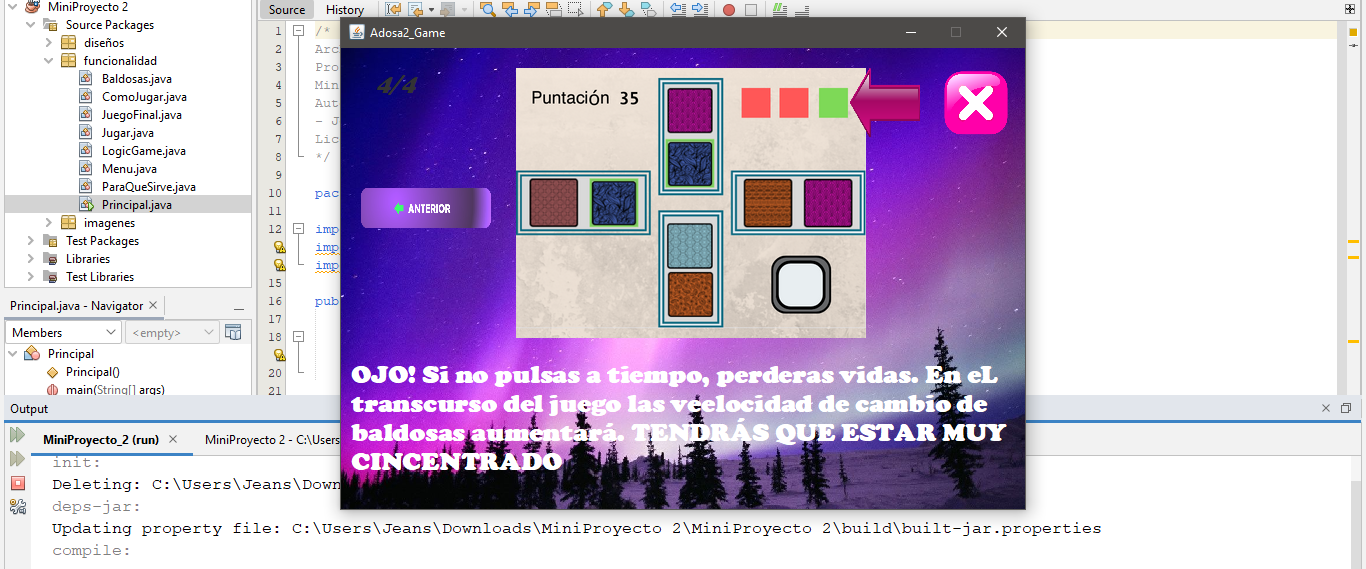 MiniProyecto 2
Source Packages
diseños
funcionalidad
Baldosas.java
ComoJugar.java
JuegoFinal.java
Jugar.java
LogicGame.java
Menu.java
ParaQueSirve.java
Principal.java
imagenes
Test Packages
Libraries
Test Libraries
Principal.java - Navigator
Members
<empty>
Principal
Principal()
main(String[] args)
Source
History
1 /*
2 Arc
3 Pro
4 Min
5 Aut
6 - J
7 Lic
8 */
9
10 pac
11
12 impo
imp
imp
15
16 pub
17
18
20
21
Adosa2_Game
4/4
Puntación 35
ANTERIOR
OJO! Si no pulsas a tiempo, perderas vidas. En eL
transcurso del juego las veelocidad de cambio de
baldosas aumentará. TENDRÁS QUE ESTAR MUY
CINCENTRADO
Output
MiniProyecto_2 (run)
MiniProyecto 2 - C:\Users
init:
Deleting: C:\Users\Jeans\Down
deps-jar:
Updating property file: C:\Users\Jeans\Downloads\MiniProyecto 2\MiniProyecto 2\build\built-jar.properties
compile: